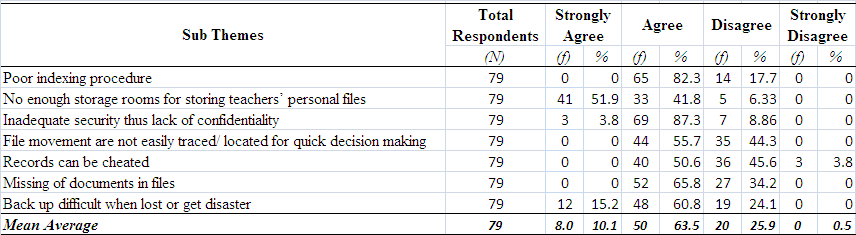 Sub Themes Total Respondents Strongly Agree Agree Disagree Strongly Disagree
(N) (f) % (f) % (f) % (f) %
Poor indexing procedure 79 0 0 65 82.3 14 17.7 0 0
No enough storage rooms for storing teachers’ personal files 79 41 51.9 33 41.8 5 6.33 0 0
Inadequate security thus lack of confidentiality 79 3 3.8 69 87.3 7 8.86 0 0
File movement are not easily traced/ located for quick decision making 79 0 0 44 55.7 35 44.3 0 0
Records can be cheated 79 0 0 40 50.6 36 45.6 3 3.8
Missing of documents in files 79 0 0 52 65.8 27 34.2 0 0
Back up difficult when lost or get disaster 79 12 15.2 48 60.8 19 24.1 0 0
Mean Average 79 8.0 10.1 50 63.5 20 25.9 0 0.5